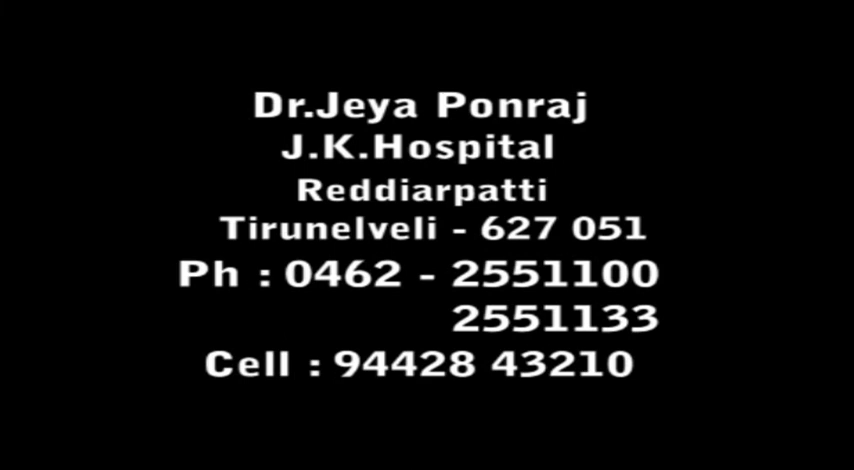 Dr.Jeya Ponraj
J.K.Hospital
Reddiarpatti
Tirunelveli - 627 051
Ph : 0462 - 2551100
2551133
Cell : 94428 43210